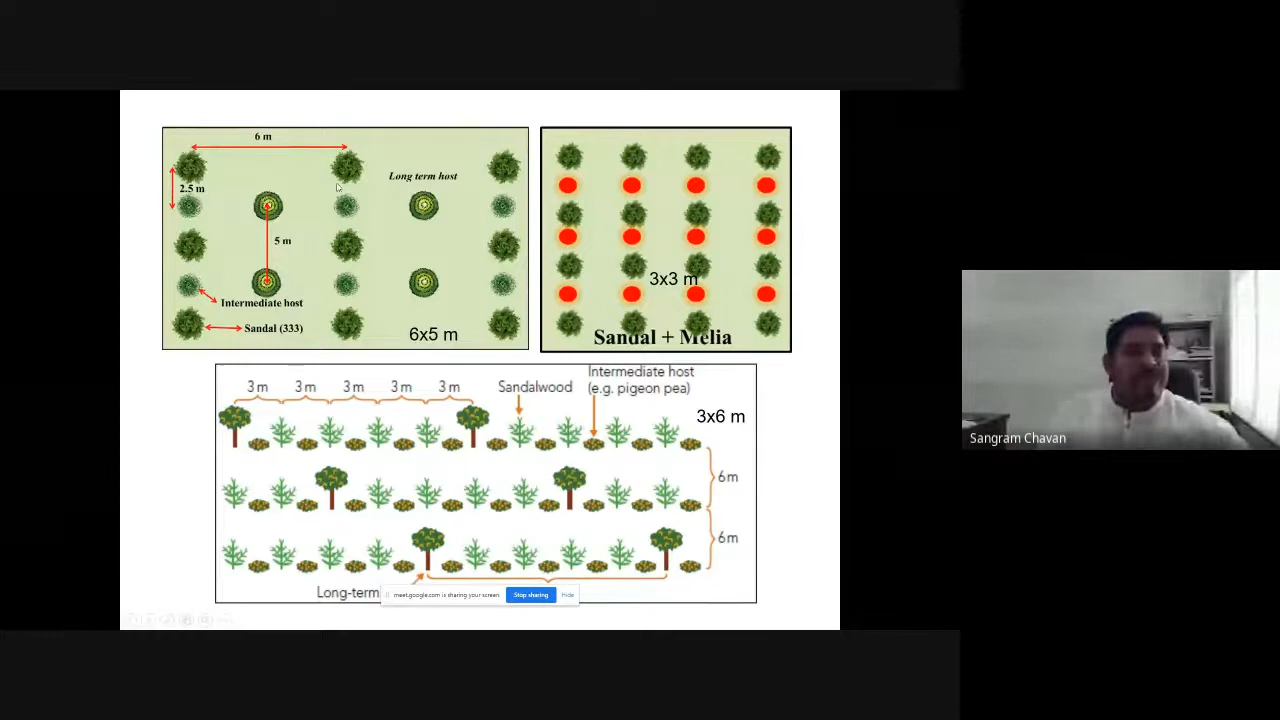 6 m
Long term host
2.5 m
5 m
Intermediate host
Sandal (333)
6x5 m
3x3 m
Sandal + Melia
3 m
3 m
3 m
3 m
3 m
Sandalwood
Intermediate host
(e.g. pigeon pea)
3x6 m
6 m
6 m
Long-term
meet.google.com is sharing your screen.
Stop sharing
Hide
Sangram Chavan